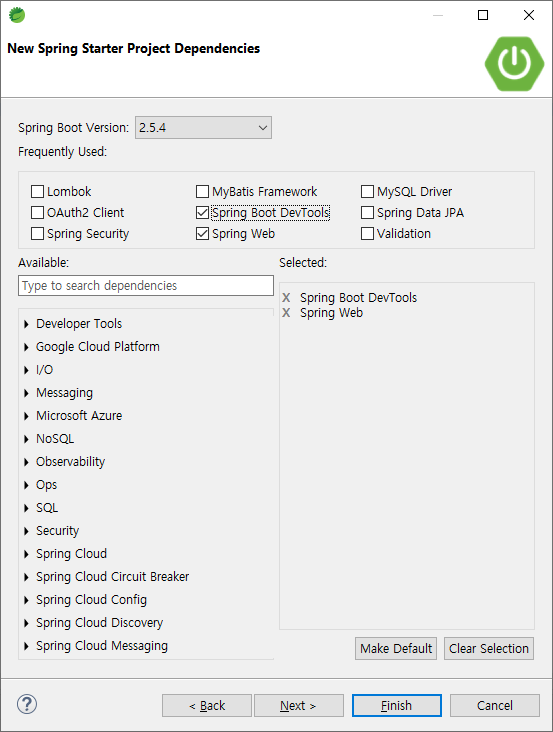 New Spring Starter Project Dependencies
Spring Boot Version: 2.5.4
Frequently Used:
Lombok MyBatis Framework MySQL Driver
OAuth2 Client Spring Boot DevTools Spring Data JPA
Spring Security Spring Web Validation
Available: Selected:
Type to search dependencies
X Spring Boot DevTools
X Spring Web
Developer Tools
Google Cloud Platform
I/O
Messaging
Microsoft Azure
NoSQL
Observability
Ops
SQL
Security
Spring Cloud
Spring Cloud Circuit Breaker
Spring Cloud Config
Spring Cloud Discovery
Spring Cloud Messaging
Make Default Clear Selection
? < Back Next > Finish Cancel